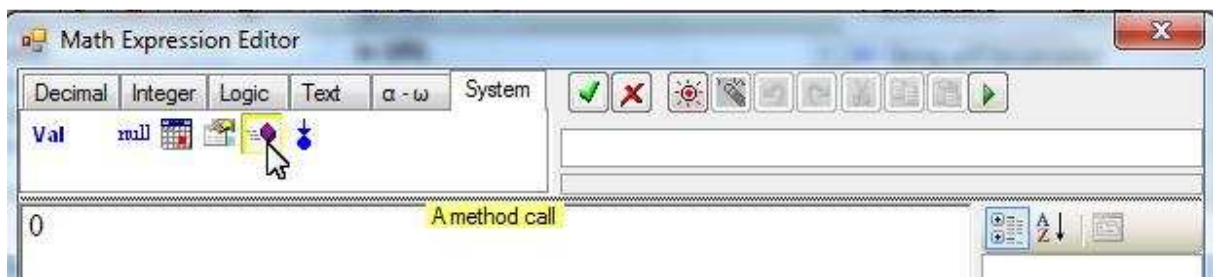 Math Expression Editor
Decimal Integer Logic Text α - ω System
Val null
A method call
0
A
Z